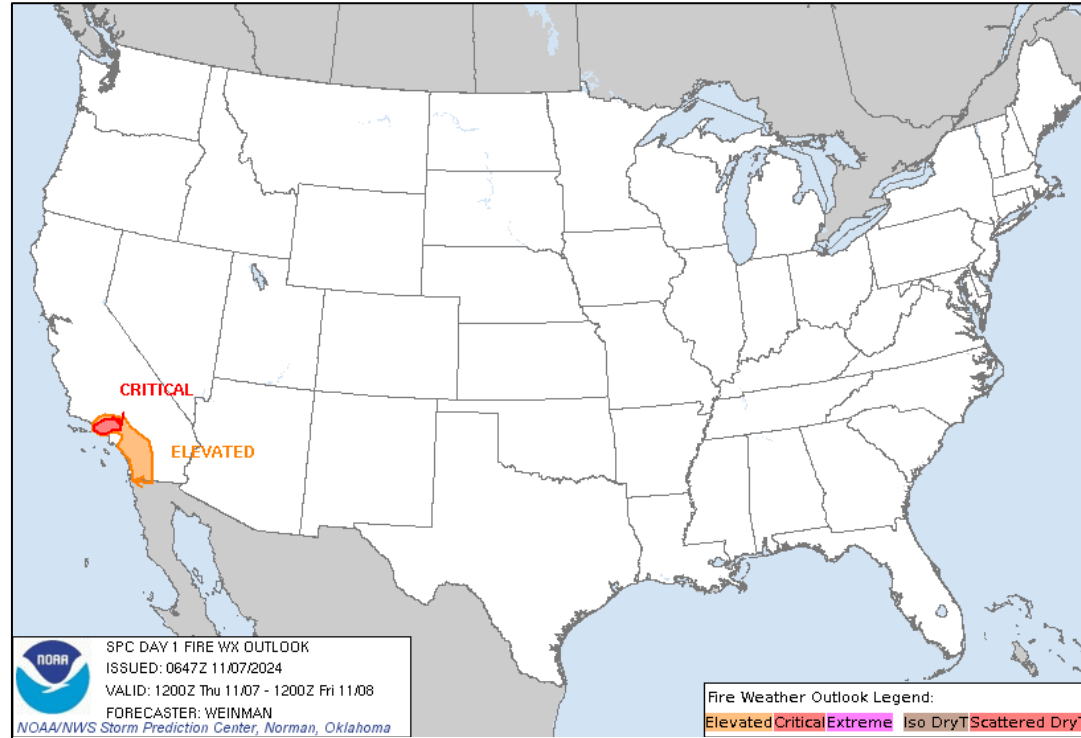 CRITICAL
ELEVATED
NOAA
SPC DAY 1 FIRE WX OUTLOOK
ISSUED: 0647Z 11/07/2024
VALID: 1200Z Thu 11/07 - 1200Z Fri 11/08
FORECASTER: WEINMAN
NOAA/NWS Storm Prediction Center, Norman, Oklahoma
Fire Weather Outlook Legend:
Elevated Critical Extreme Iso DryT Scattered DryT